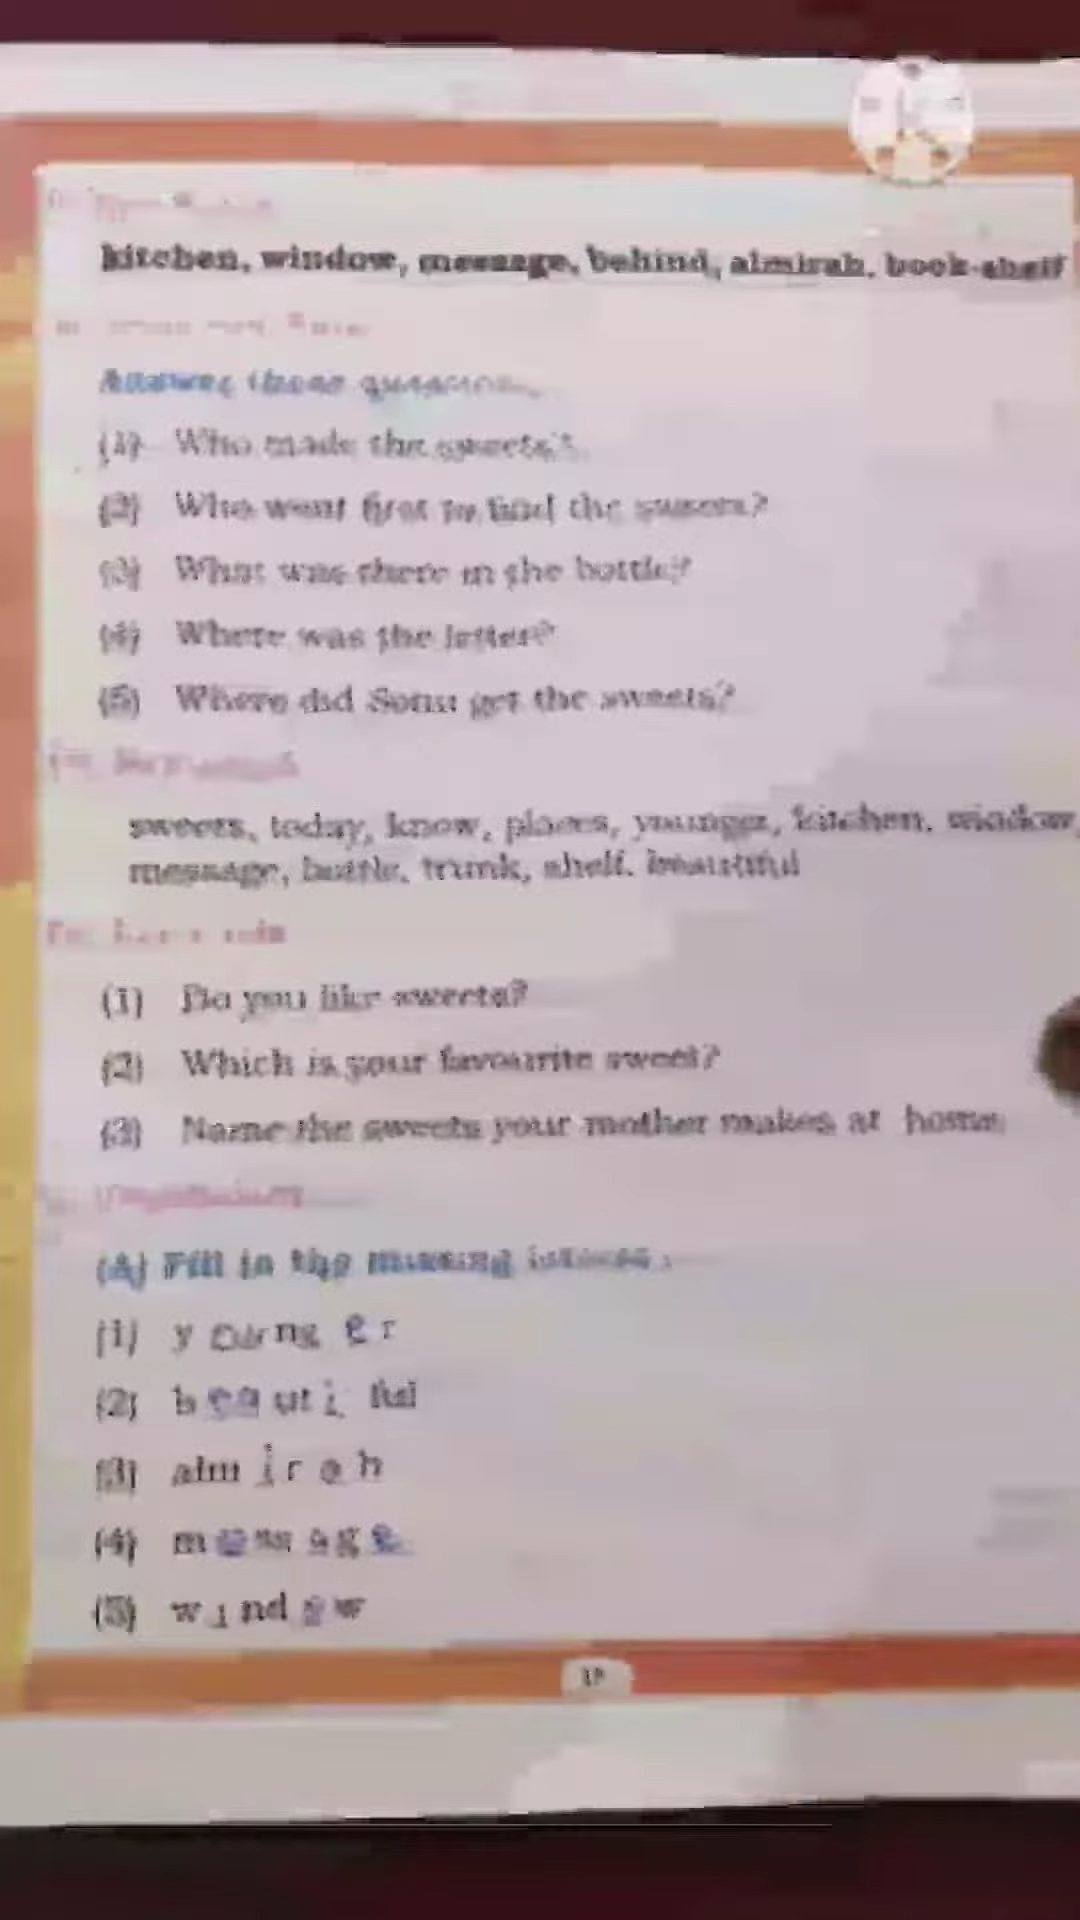 kitchen, window, message, behind, almirah, book-shelf
Answer these questions.
(1) Who made the sweets?
(2) Who went first to find the sweets?
(3) What was there in the bottle?
(4) Where was the letter?
(5) Where did Sonu get the sweets?
sweets, today, know, places, younger, kitchen, window,
message, bottle, trunk, shelf, beautiful
(1) Do you like sweets?
(2) Which is your favourite sweet?
(3) Name the sweets your mother makes at home.
(A) Fill in the missing letters :
(1) y ou ng e r
(2) b ea ut i ful
(3) alm i r a h
(4) m e ss a g e
(5) w i nd o w